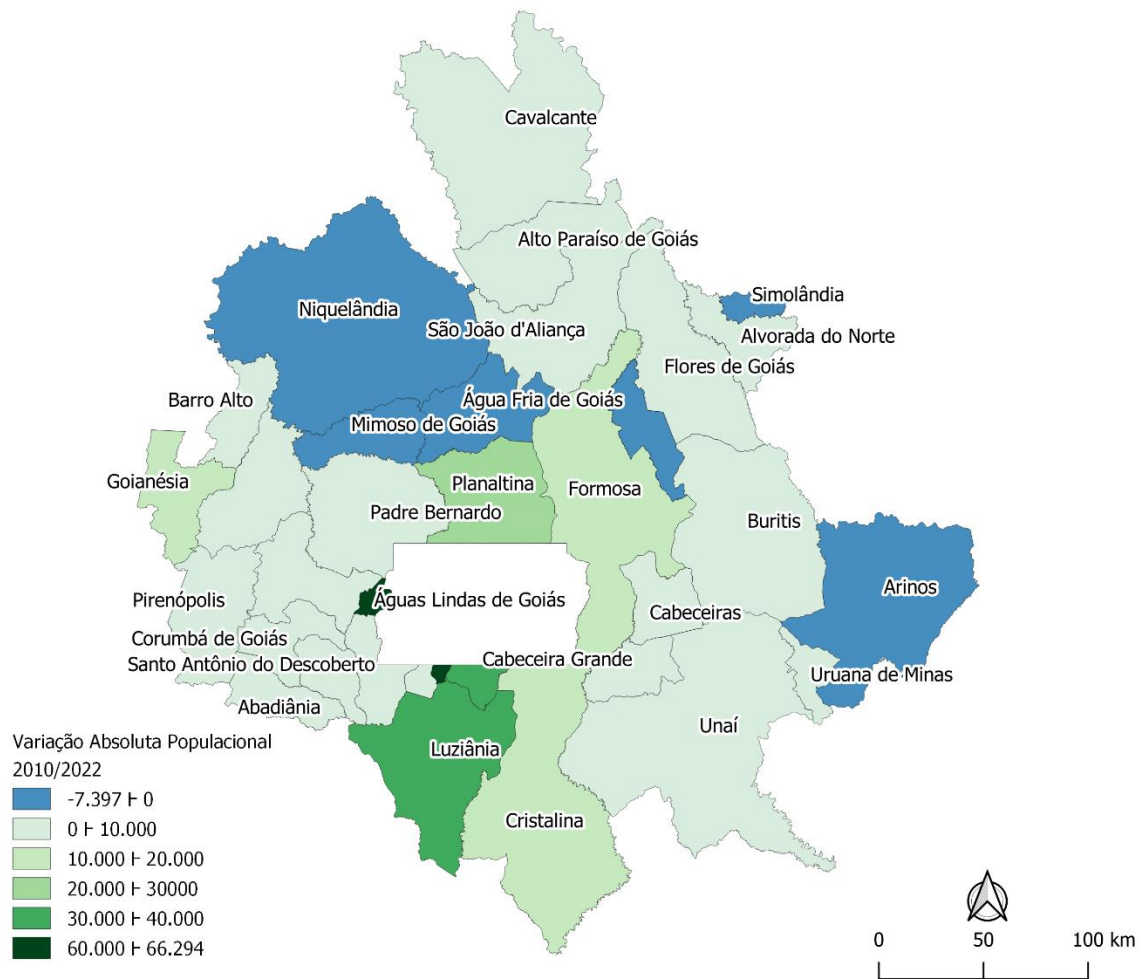 Cavalcante
Alto Paraíso de Goiás
Simolândia
Niquelândia
São João d'Aliança
Alvorada do Norte
Flores de Goiás
Barro Alto
Água Fria de Goiás
Mimoso de Goiás
Goianésia
Planaltina
Formosa
Padre Bernardo
Buritis
Arinos
Pirenópolis
Águas Lindas de Goiás
Cabeceiras
Corumbá de Goiás
Santo Antônio do Descoberto
Cabeceira Grande
Uruana de Minas
Abadiânia
Unaí
Luziânia
Cristalina
Variação Absoluta Populacional
2010/2022
-7.397 Ͱ 0
0 Ͱ 10.000
10.000 Ͱ 20.000
20.000 Ͱ 30000
30.000 Ͱ 40.000
60.000 Ͱ 66.294
0 50 100 km